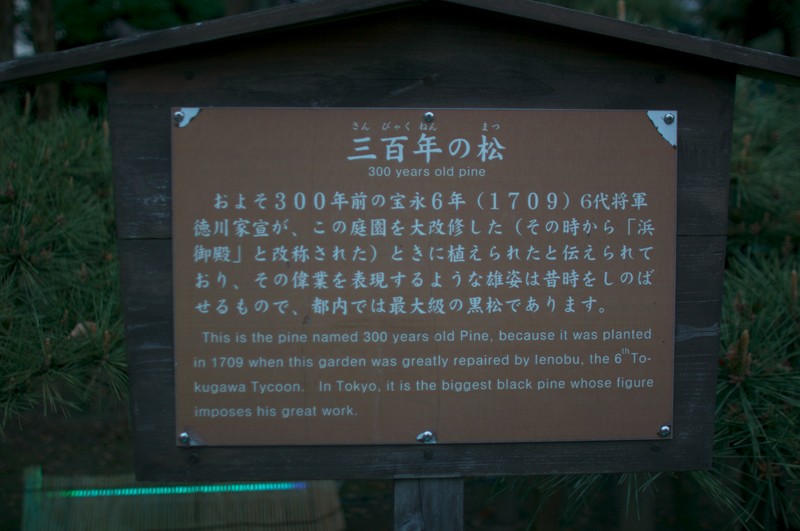 さん びゃく ねん まつ
三百年の松
300 years old pine
およそ300年前の宝永6年（1709）6代将軍
徳川家宣が、この庭園を大改修した（その時から「浜
御殿」と改称された）ときに植えられたと伝えられて
おり、その偉業を表現するような雄姿は昔時をしのば
せるもので、都内では最大級の黒松であります。
This is the pine named 300 years old Pine, because it was planted
in 1709 when this garden was greatly repaired by Ienobu, the 6th To-
kugawa Tycoon. In Tokyo, it is the biggest black pine whose figure
imposes his great work.